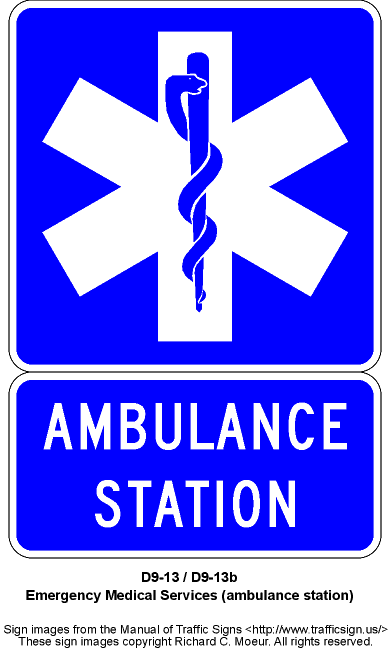 AMBULANCE
STATION
D9-13 / D9-13b
Emergency Medical Services (ambulance station)
Sign images from the Manual of Traffic Signs <http://www.trafficsign.us/>
These sign images copyright Richard C. Moeur. All rights reserved.